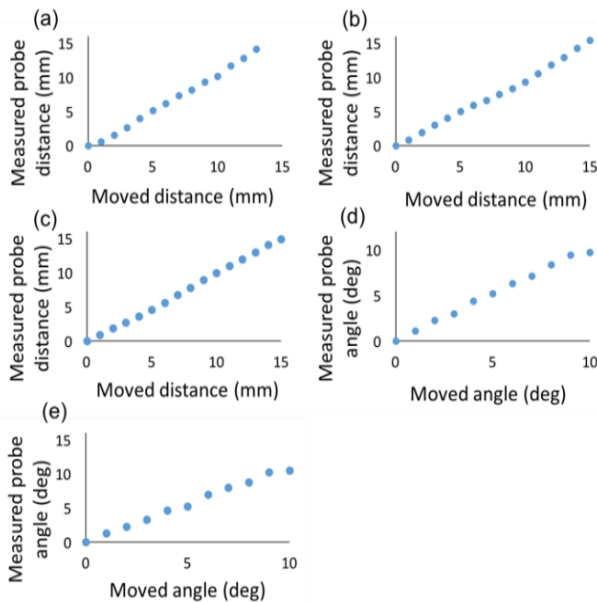 (a)
Measured probe
distance (mm)
15
10
5
0
0 5 10 15
Moved distance (mm)
(b)
Measured probe
distance (mm)
15
10
5
0
0 5 10 15
Moved distance (mm)
(c)
Measured probe
distance (mm)
15
10
5
0
0 5 10 15
Moved distance (mm)
(d)
Measured probe
angle (deg)
10
5
0
0 5 10
Moved angle (deg)
(e)
Measured probe
angle (deg)
15
10
5
0
0 5 10
Moved angle (deg)